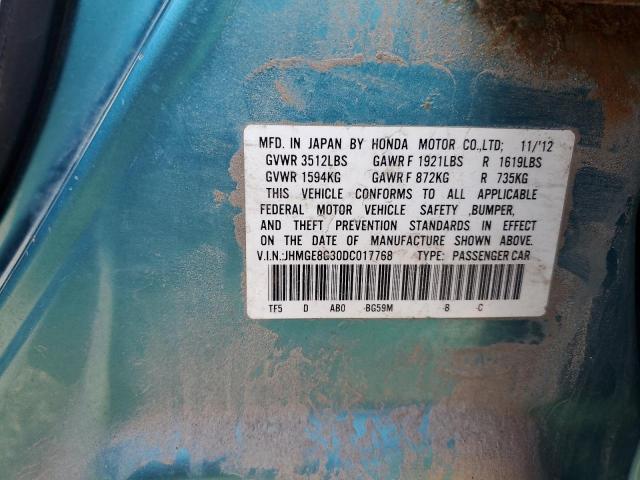 MFD. IN JAPAN BY HONDA MOTOR CO.,LTD; 11/'12
GVWR 3512LBS GAWR F 1921LBS R 1619LBS
GVWR 1594KG GAWR F 872KG R 735KG
THIS VEHICLE CONFORMS TO ALL APPLICABLE
FEDERAL MOTOR VEHICLE SAFETY ,BUMPER,
AND THEFT PREVENTION STANDARDS IN EFFECT
ON THE DATE OF MANUFACTURE SHOWN ABOVE.
V.I.N.:JHMGE8G30DC017768 TYPE: PASSENGER CAR
TF5 D AB0 -BG59M -B -C